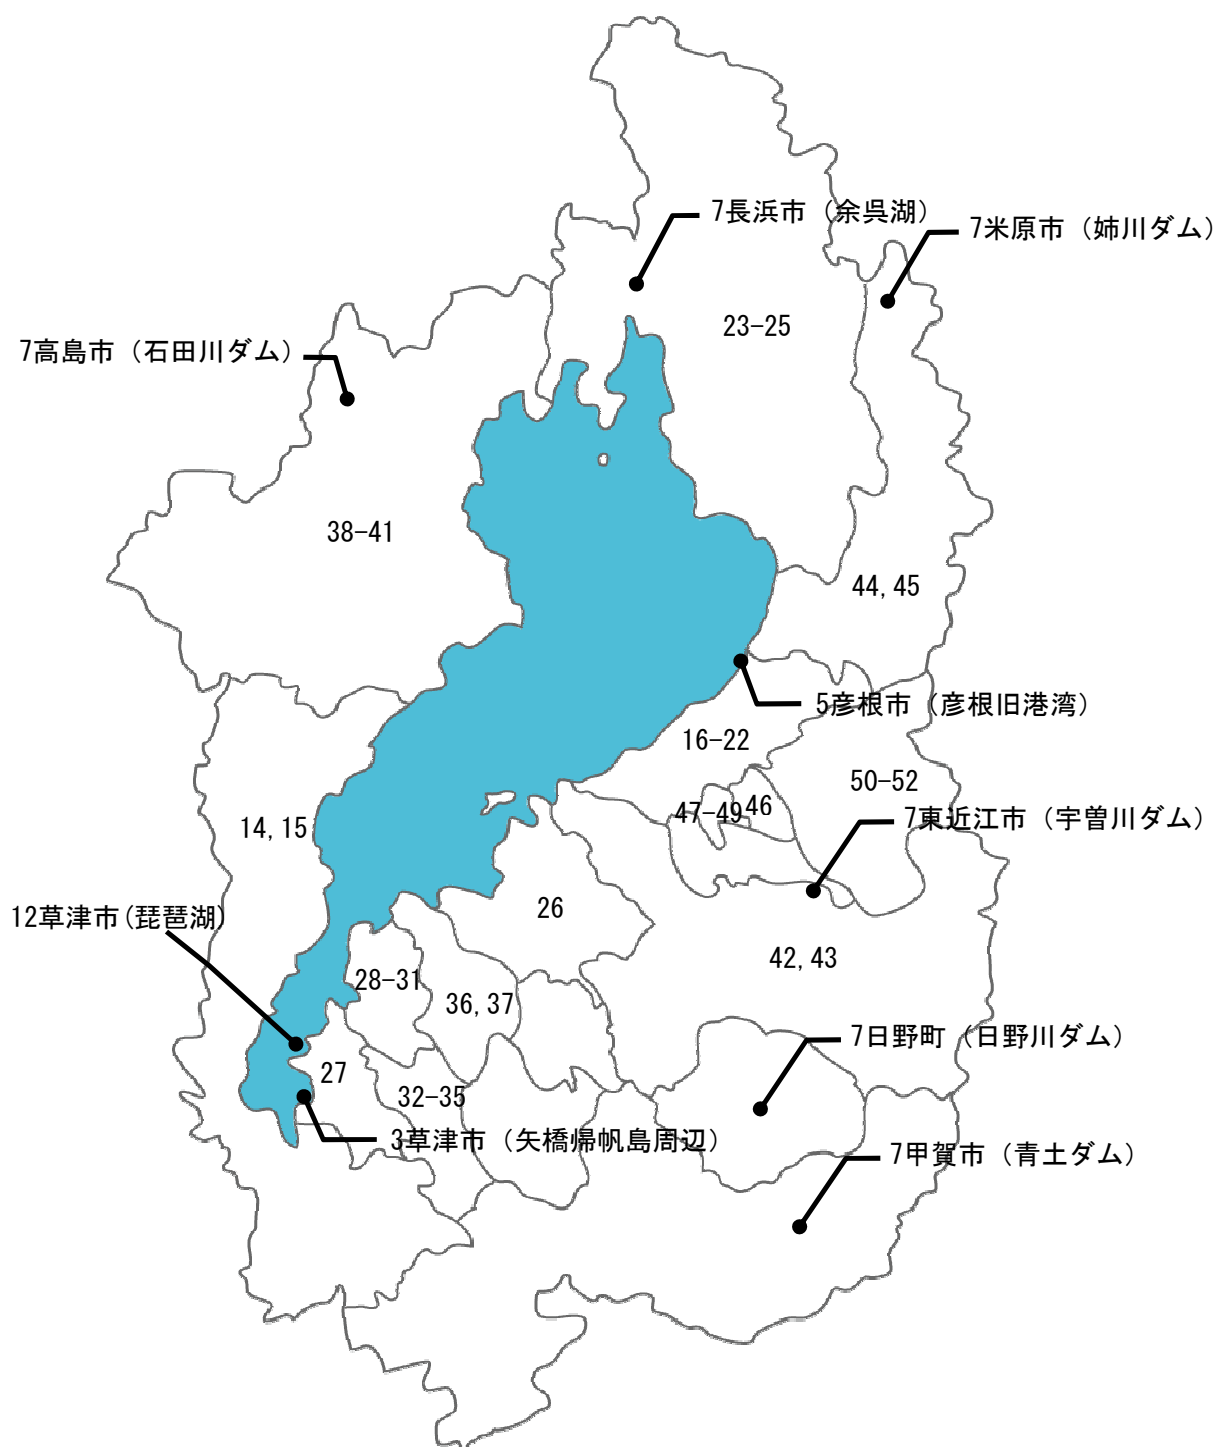 7長浜市（余呉湖）
7米原市（姉川ダム）
23−25
7高島市（石田川ダム）
38−41
44,45
5彦根市（彦根旧港湾）
16−22
50−52
47−49
46
7東近江市（宇曽川ダム）
14,15
26
12草津市(琵琶湖)
42,43
28−31
36,37
7日野町（日野川ダム）
27
32−35
3草津市（矢橋帰帆島周辺）
7甲賀市（青土ダム）